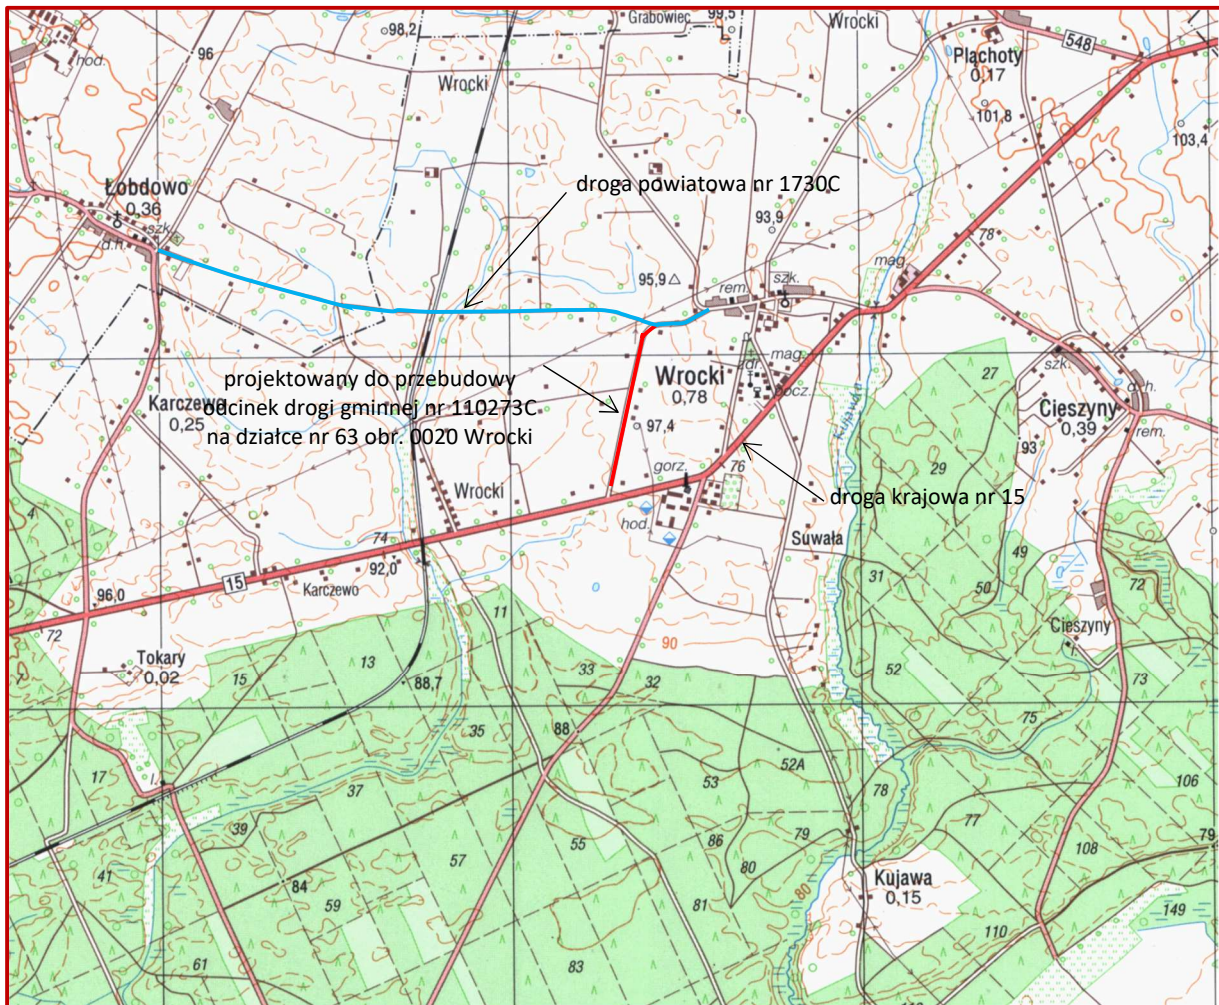 98,2
Grabowiec
99,5
Wrocki
548
hod.
96
Wrocki
Płachoty
0,17
101,8
103,4
Łobdowo
0,36
szk.
d.h.
droga powiatowa nr 1730C
93,9
78
mag.
95,9
rem.
szk.
projektowany do przebudowy
odcinek drogi gminnej nr 110273C
na działce nr 63 obr. 0020 Wrocki
Karczewo
0,25
Wrocki
0,78
mag.
zdr.
pocz.
97,4
Kujawka
27
szk.
d.h.
Cieszyny
0,39
rem.
93
29
gorz.
76
droga krajowa nr 15
Wrocki
hod.
4
74
92,0
15
Karczewo
96,0
72
Suwała
31
49
50
72
11
90
Cieszyny
Tokary
0,02
13
15
88,7
33
32
52
73
35
88
75
17
37
52A
53
106
78
39
77
41
57
55
86
79
80
108
79
84
59
81
80
Kujawa
0,15
149
110
61
83